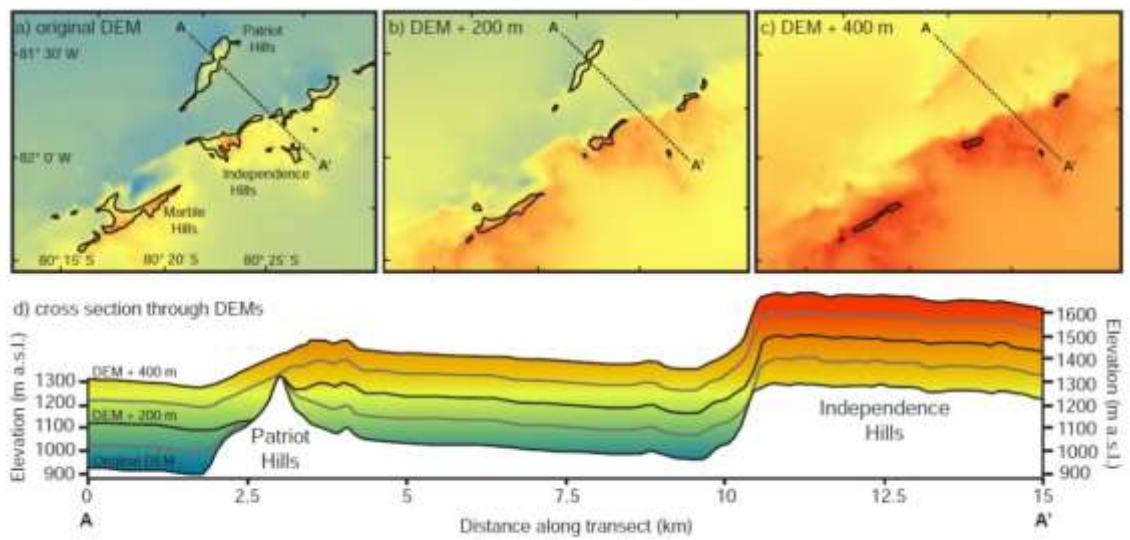 a) original DEM
A
Patriot
Hills
81° 30' W
82° 0' W
A'
Independence
Hills
Marble
Hills
80° 15' S
80° 20' S
80° 25' S
b) DEM + 200 m
A
A'
c) DEM + 400 m
A
A'
d) cross section through DEMs
Elevation (m a.s.l.)
1300
1200
1100
1000
900
DEM + 400 m
DEM + 200 m
Original DEM
Patriot
Hills
Independence
Hills
1600
1500
1400
1300
1200
1100
1000
900
Elevation (m a.s.l.)
0
2.5
5
7.5
10
12.5
15
A
Distance along transect (km)
A'